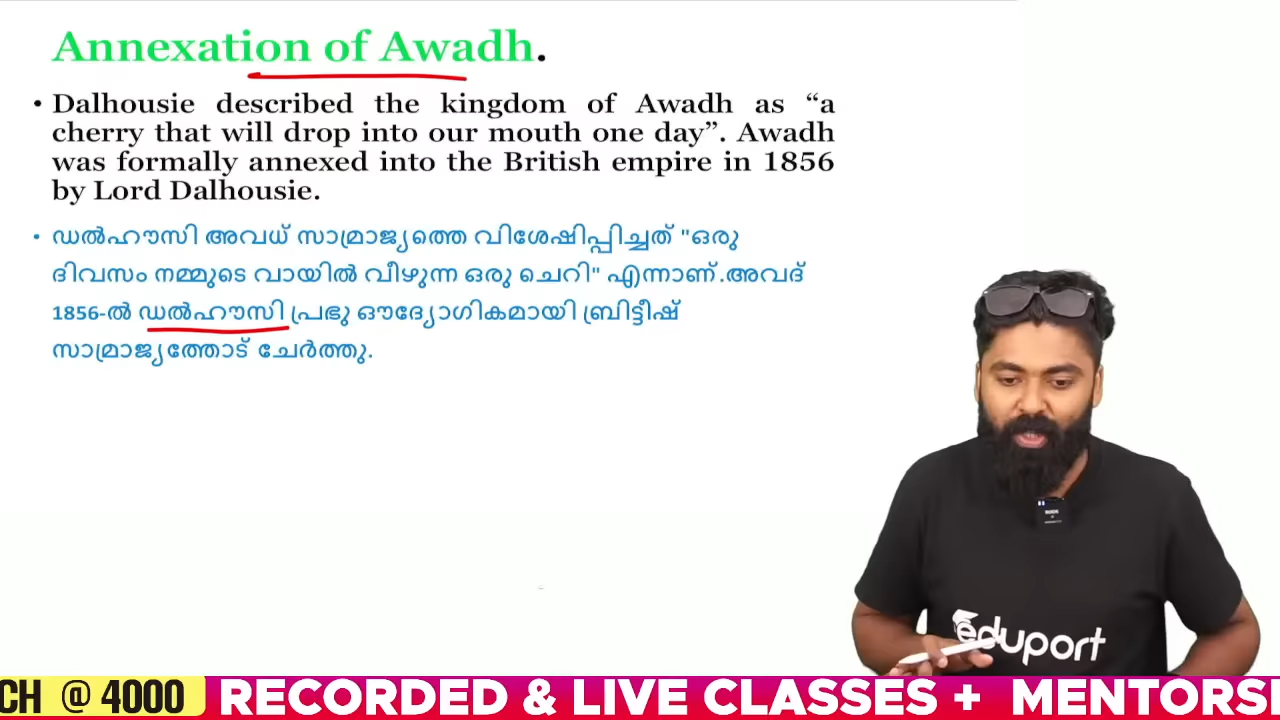 Annexation of Awadh.
• Dalhousie described the kingdom of Awadh as “a
cherry that will drop into our mouth one day”. Awadh
was formally annexed into the British empire in 1856
by Lord Dalhousie.
• ഡൽഹൗസി അവധ് സാമ്രാജ്യത്തെ വിശേഷിപ്പിച്ചത് "ഒരു
ദിവസം നമ്മുടെ വായിൽ വീഴുന്ന ഒരു ചെറി" എന്നാണ്.അവദ്
1856-ൽ ഡൽഹൗസി പ്രഭു ഔദ്യോഗികമായി ബ്രിട്ടീഷ്
സാമ്രാജ്യത്തോട് ചേർത്തു.
eduport
CH @ 4000 RECORDED & LIVE CLASSES + MENTORS